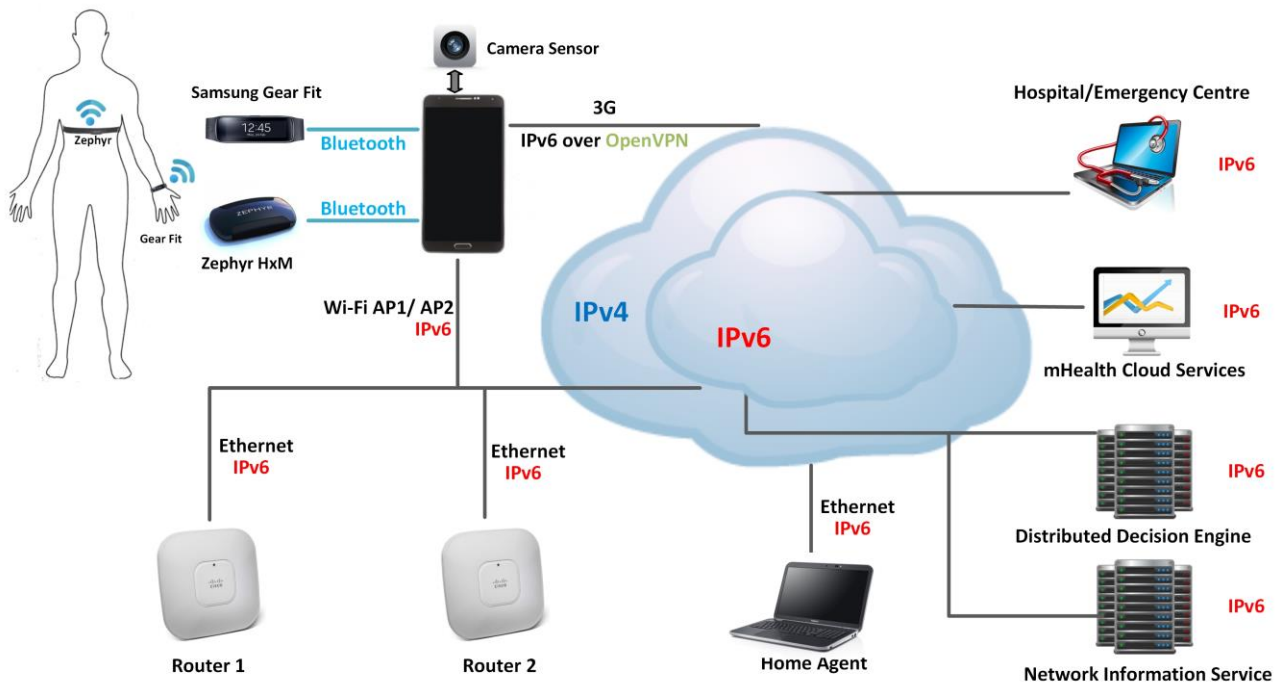 Camera Sensor
Samsung Gear Fit
12:45
Bluetooth
3G
IPv6 over OpenVPN
Hospital/Emergency Centre
IPv6
Zephyr
Gear Fit
ZEPHYR
Bluetooth
Zephyr HxM
Wi-Fi AP1/ AP2
IPv6
IPv4
IPv6
IPv6
mHealth Cloud Services
Ethernet
IPv6
Ethernet
IPv6
Ethernet
IPv6
IPv6
Distributed Decision Engine
IPv6
Router 1
Router 2
Home Agent
Network Information Service